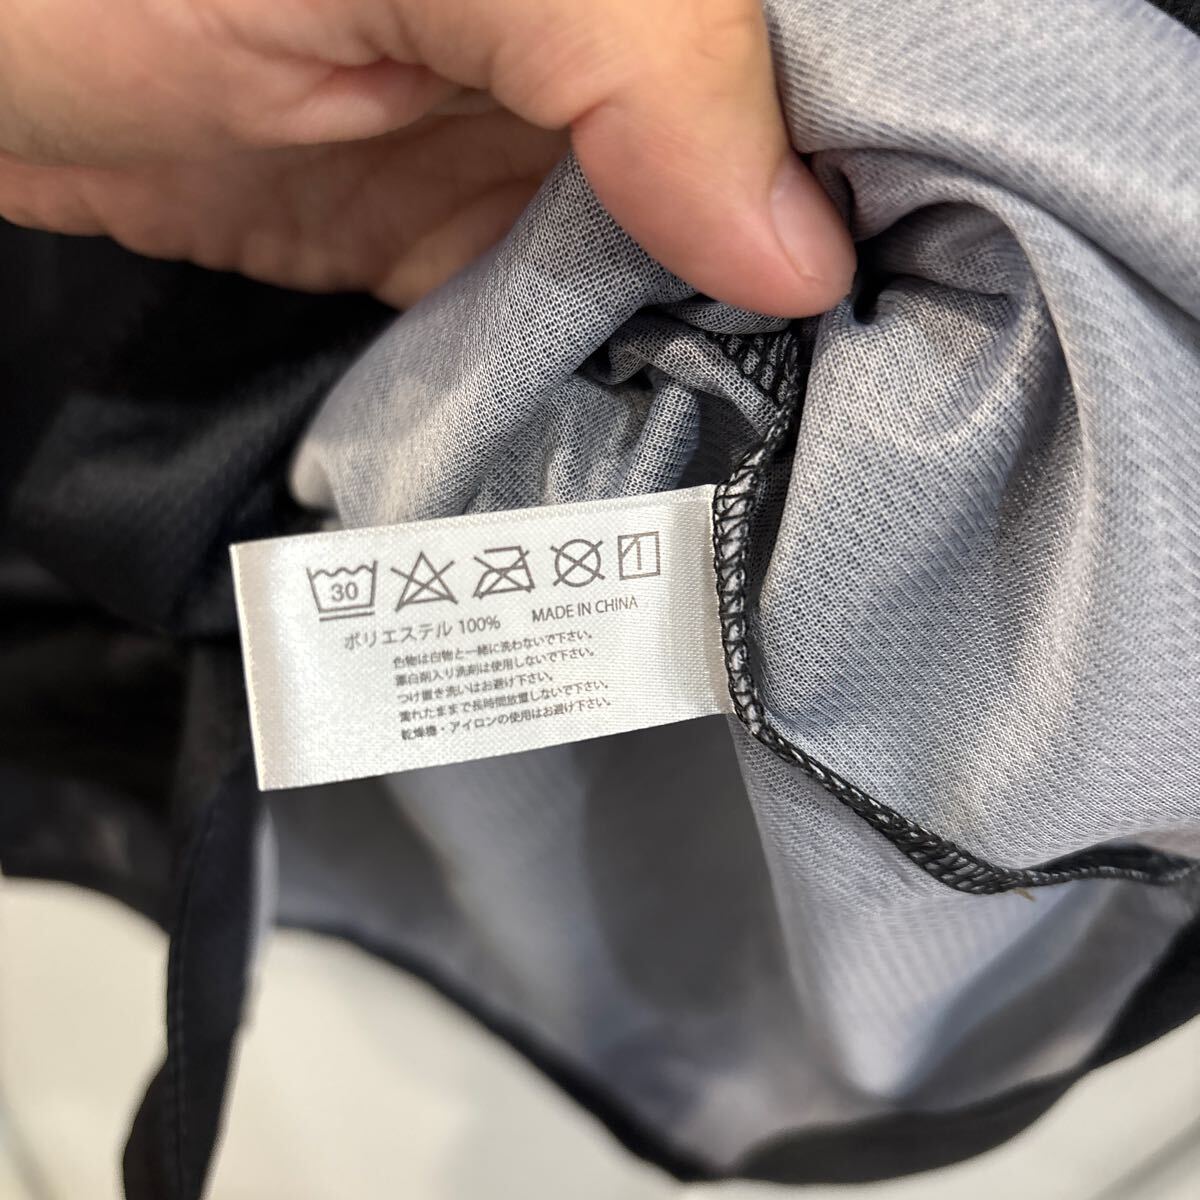 30
ポリエステル 100% MADE IN CHINA
色物は白物と一緒に洗わないで下さい。
蛋白剤入り洗剤は使用しないで下さい。
つけ置き洗いはお避け下さい。
濡れたままで長時間放置しないで下さい。
乾燥機・アイロンの使用はお避け下さい。